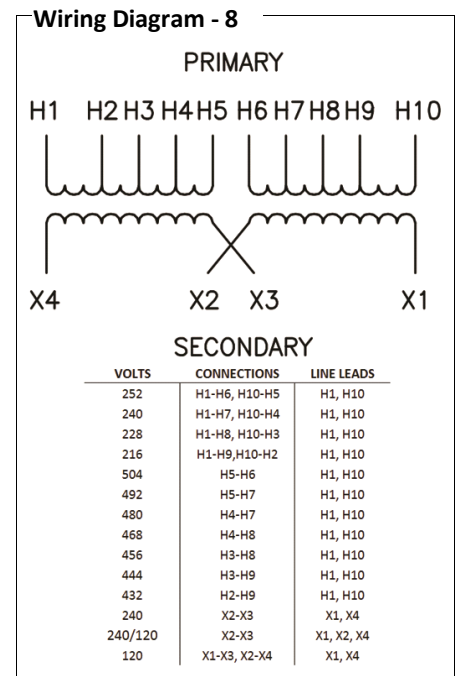 Wiring Diagram - 8
PRIMARY
H1 H2 H3 H4 H5 H6 H7 H8 H9 H10
X4 X2 X3 X1
SECONDARY
VOLTS CONNECTIONS LINE LEADS
252 H1-H6, H10-H5 H1, H10
240 H1-H7, H10-H4 H1, H10
228 H1-H8, H10-H3 H1, H10
216 H1-H9,H10-H2 H1, H10
504 H5-H6 H1, H10
492 H5-H7 H1, H10
480 H4-H7 H1, H10
468 H4-H8 H1, H10
456 H3-H8 H1, H10
444 H3-H9 H1, H10
432 H2-H9 H1, H10
240 X2-X3 X1, X4
240/120 X2-X3 X1, X2, X4
120 X1-X3, X2-X4 X1, X4